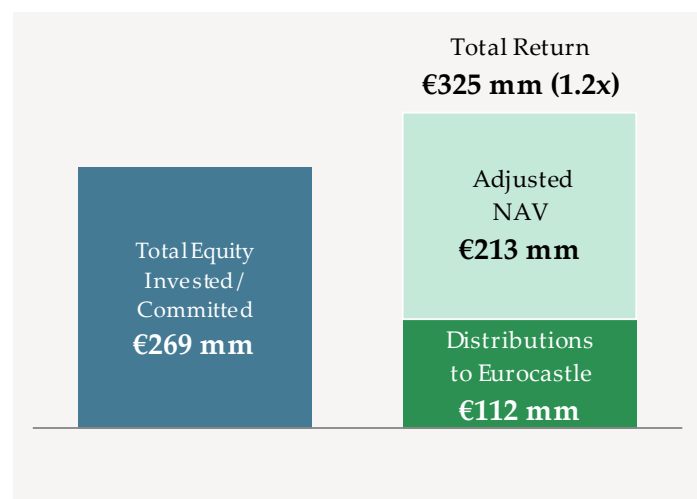 Total Return
€325 mm (1.2x)
Adjusted
NAV
€213 mm
Total Equity
Invested/
Committed
€269 mm
Distributions
to Eurocastle
€112 mm